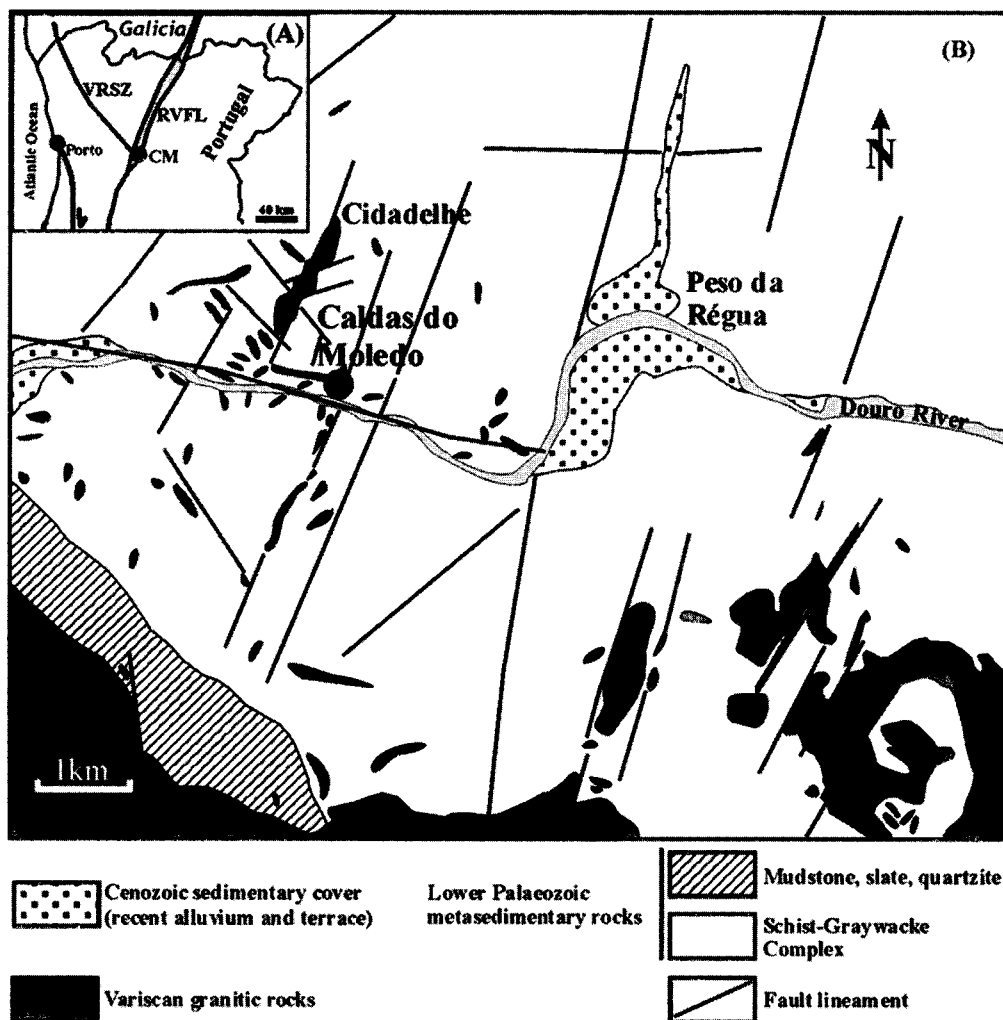 Galicia
(A)
VRSZ
RVFL
Portugal
Atlantic Ocean
Porto
CM
40 km
(B)
N
Cidadelhe
Caldas do
Moledo
Peso da
Régua
Douro River
1km
Cenozoic sedimentary cover
(recent alluvium and terrace)
Lower Palaeozoic
metasedimentary rocks
Mudstone, slate, quartzite
Schist-Graywacke
Complex
Variscan granitic rocks
Fault lineament